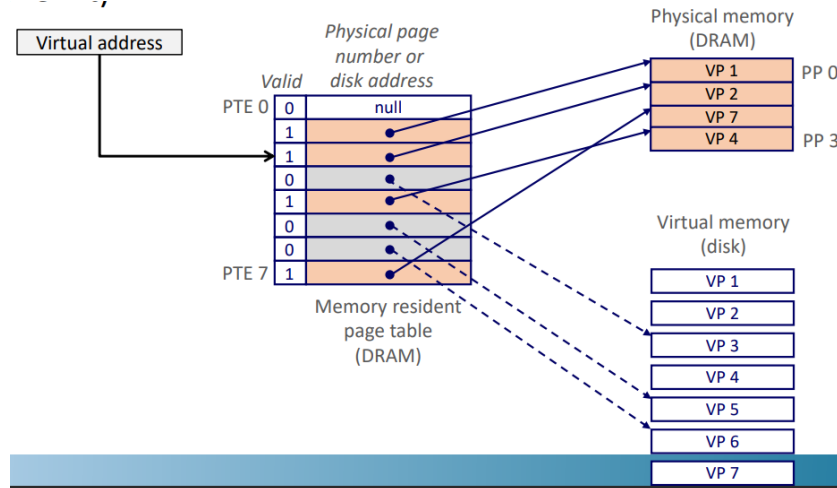 Virtual address
Physical page
number or
disk address
Valid
PTE 0
0
null
1
1
0
1
0
0
PTE 7
1
Memory resident
page table
(DRAM)
Physical memory
(DRAM)
VP 1
PP 0
VP 2
VP 7
VP 4
PP 3
Virtual memory
(disk)
VP 1
VP 2
VP 3
VP 4
VP 5
VP 6
VP 7